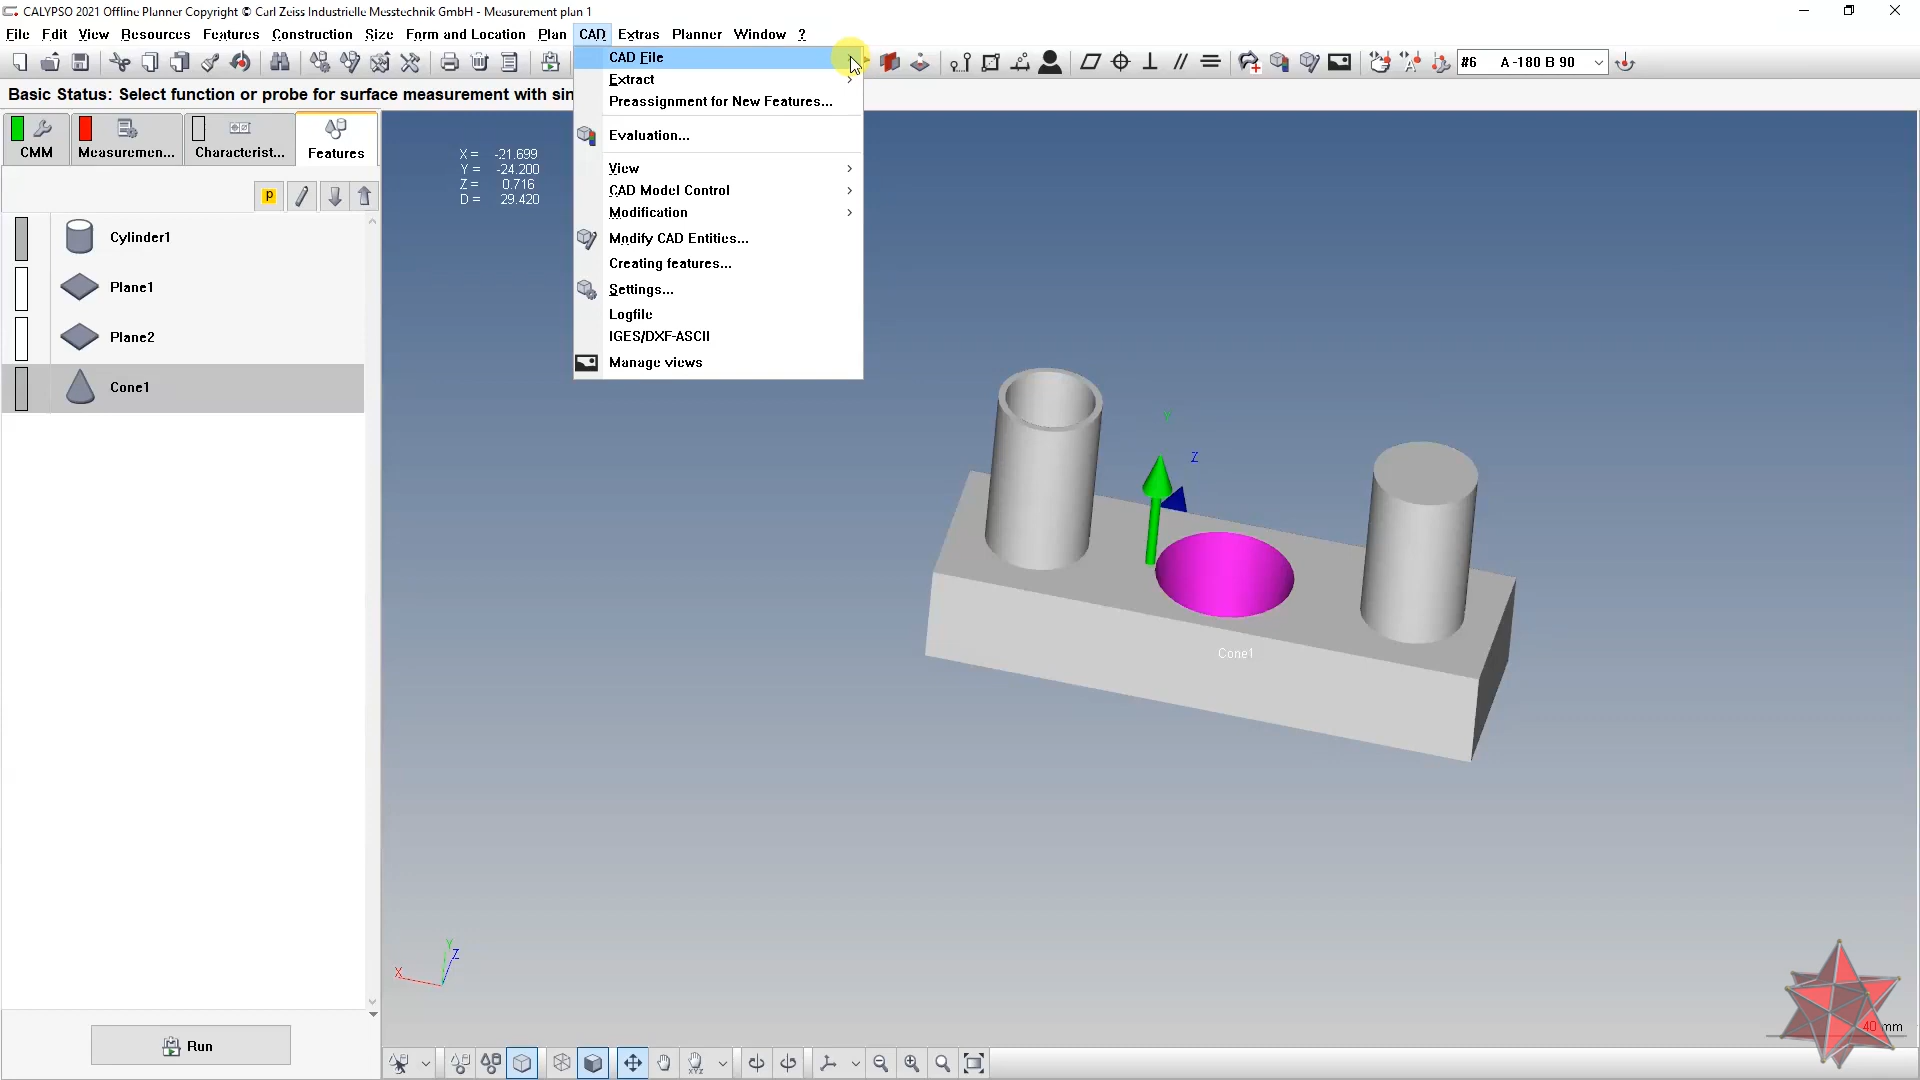 CALYPSO 2021 Offline Planner Copyright © Carl Zeiss Industrielle Messtechnik GmbH - Measurement plan 1
File Edit View Resources Features Construction Size Form and Location Plan CAD Extras Planner Window ?
#6 A -180 B 90
Basic Status: Select function or probe for surface measurement with sin
CAD File
Extract
Preassignment for New Features...
Evaluation...
View
CAD Model Control
Modification
Modify CAD Entities...
Creating features...
Settings...
Logfile
IGES/DXF-ASCII
Manage views
CMM
Measuremen...
Characterist...
Features
P
Cylinder1
Plane1
Plane2
Cone1
X = -21.699
Y = -24.200
Z = 0.716
D = 29.420
Y
Z
Cone1
Y
Z
X
40 mm
Run
XYZ